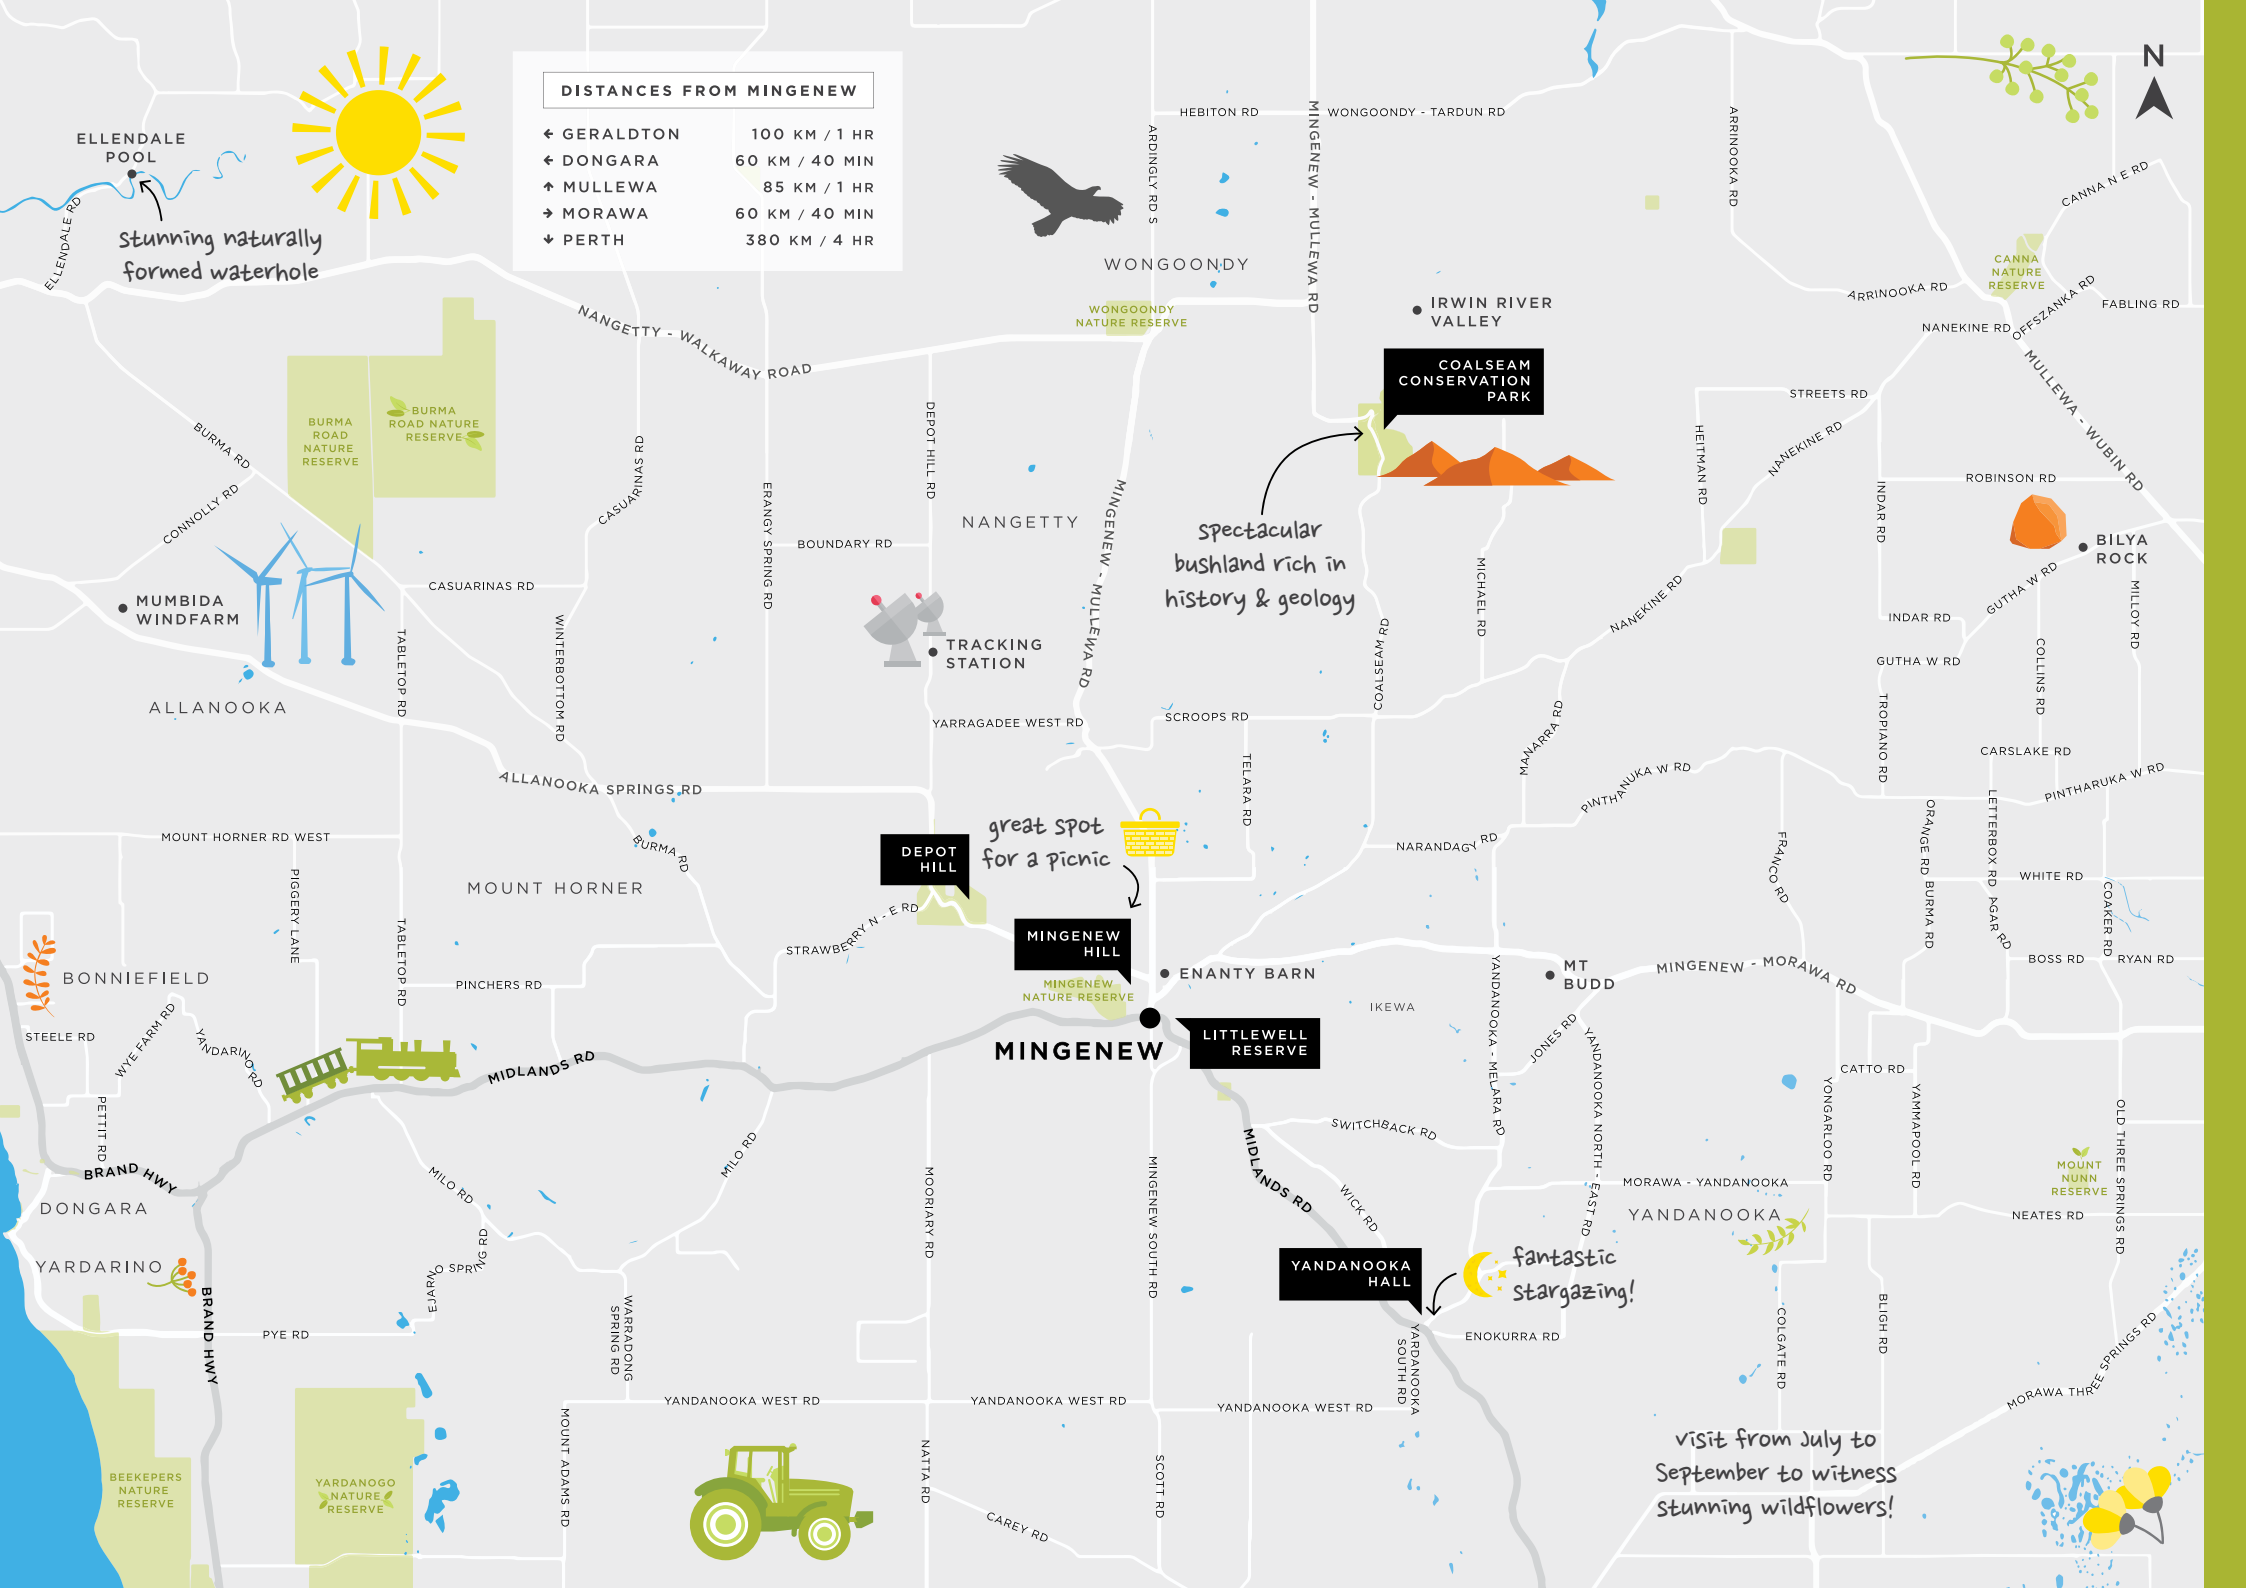 N
DISTANCES FROM MINGENEW
← GERALDTON 100 KM / 1 HR
← DONGARA 60 KM / 40 MIN
↑ MULLEWA 85 KM / 1 HR
→ MORAWA 60 KM / 40 MIN
↓ PERTH 380 KM / 4 HR
ELLENDALE
POOL
stunning naturally
formed waterhole
ELLENDALE RD
HEBITON RD
WONGOONDY - TARDUN RD
ARDINGLY RD S
MINGENEW - MULLEWA RD
ARRINOOKA RD
CANNA N E RD
WONGOONDY
WONGOONDY
NATURE RESERVE
IRWIN RIVER
VALLEY
CANNA
NATURE
RESERVE
ARRINOOKA RD
OFFSZANKA RD
FABLING RD
NANEKINE RD
MULLEWA - WUBIN RD
NANGETTY - WALKAWAY ROAD
COALSEAM
CONSERVATION
PARK
STREETS RD
BURMA
ROAD
NATURE
RESERVE
BURMA
ROAD NATURE
RESERVE
BURMA RD
CONNOLLY RD
CASUARINAS RD
DEPOT HILL RD
ERANGY SPRING RD
NANGETTY
BOUNDARY RD
MINGENEW - MULLEWA RD
spectacular
bushland rich in
history & geology
HEITMAN RD
NANEKINE RD
INDAR RD
ROBINSON RD
BILYA
ROCK
MUMBIDA
WINDFARM
CASUARINAS RD
WINTERBOTTOM RD
TABLETOP RD
TRACKING
STATION
COALSEAM RD
MICHAEL RD
NANEKINE RD
INDAR RD
GUTHA W RD
GUTHA W RD
MILLOY RD
COLLINS RD
ALLANOOKA
YARRAGADEE WEST RD
SCROOPS RD
TELARA RD
MANARRA RD
TROPIANO RD
CARSLAKE RD
PINTHARUKA W RD
PINTHANUKA W RD
ALLANOOKA SPRINGS RD
MOUNT HORNER RD WEST
BURMA RD
DEPOT
HILL
great spot
for a picnic
NARANDAGY RD
FRANCO RD
ORANGE RD
BURMA RD
LETTERBOX RD
AGAR RD
WHITE RD
COAKER RD
PIGGERY LANE
MOUNT HORNER
STRAWBERRY N - E RD
TABLETOP RD
MINGENEW
HILL
BONNIEFIELD
PINCHERS RD
MINGENEW
NATURE RESERVE
ENANTY BARN
YANDANOOKA - MELARA RD
MT
BUDD
MINGENEW - MORAWA RD
BOSS RD
RYAN RD
IKEWA
STEELE RD
WYE FARM RD
YANDARINO RD
MIDLANDS RD
MINGENEW
LITTLEWELL
RESERVE
JONES RD
YANDANOOKA NORTH - EAST RD
CATTO RD
YONGARLOO RD
YAMMAPOOL RD
OLD THREE SPRINGS RD
PETTIT RD
BRAND HWY
MILO RD
MILO RD
MOORIARY RD
MINGENEW SOUTH RD
MIDLANDS RD
SWITCHBACK RD
WICK RD
MORAWA - YANDANOOKA
MOUNT
NUNN
RESERVE
DONGARA
YANDANOOKA
NEATES RD
YARDARINO
EJARNO SPRING RD
YANDANOOKA
HALL
fantastic
stargazing!
BRAND HWY
PYE RD
WARRADONG
SPRING RD
YARDANOOKA
SOUTH RD
ENOKURRA RD
COLGATE RD
BLIGH RD
MORAWA THREE SPRINGS RD
YANDANOOKA WEST RD
YANDANOOKA WEST RD
YANDANOOKA WEST RD
MOUNT ADAMS RD
NATTA RD
SCOTT RD
CAREY RD
BEEKEPERS
NATURE
RESERVE
YARDANOGO
NATURE
RESERVE
visit from July to
September to witness
stunning wildflowers!